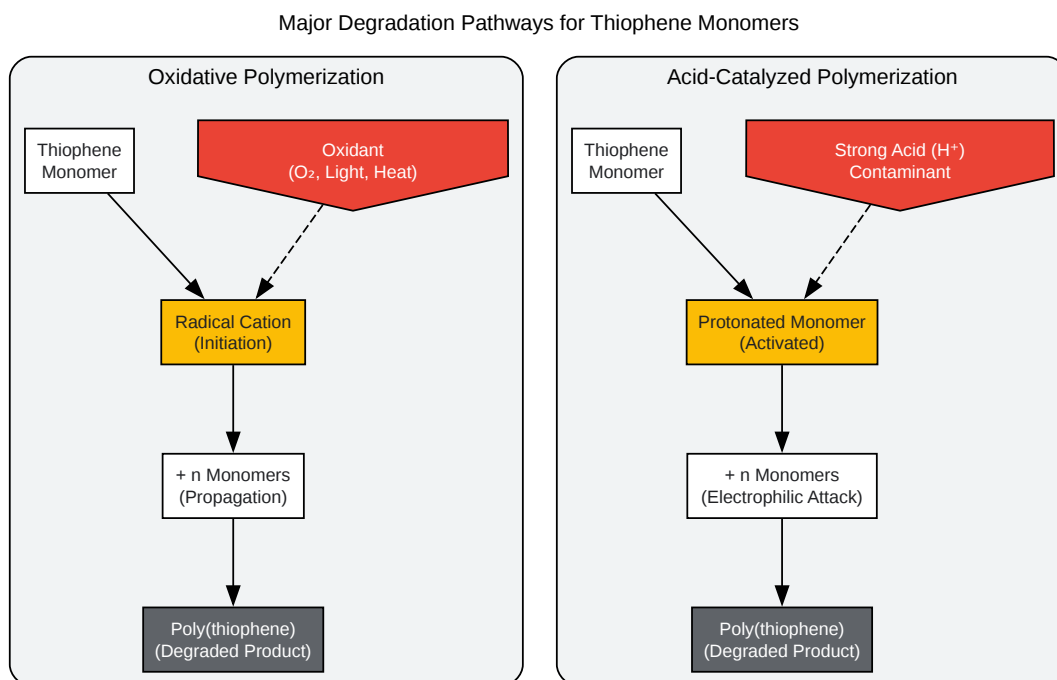 Major Degradation Pathways for Thiophene Monomers
Oxidative Polymerization
Thiophene
Monomer
Oxidant
(O₂, Light, Heat)
Radical Cation
(Initiation)
+ n Monomers
(Propagation)
Poly(thiophene)
(Degraded Product)
Acid-Catalyzed Polymerization
Thiophene
Monomer
Strong Acid (H⁺)
Contaminant
Protonated Monomer
(Activated)
+ n Monomers
(Electrophilic Attack)
Poly(thiophene)
(Degraded Product)